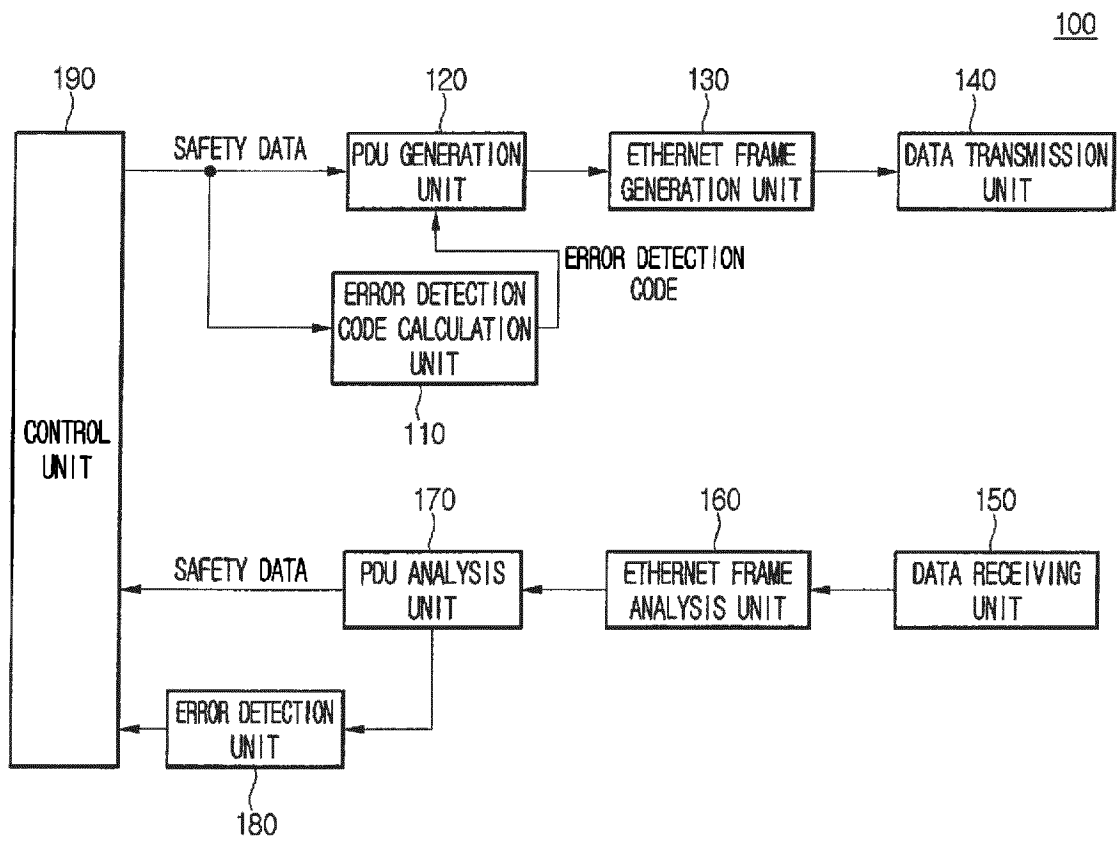 100
190
120
130
140
SAFETY DATA
PDU GENERATION
UNIT
ETHERNET FRAME
GENERATION UNIT
DATA TRANSMISSION
UNIT
ERROR DETECTION
CODE
ERROR DETECTION
CODE CALCULATION
UNIT
110
CONTROL
UNIT
170
160
150
SAFETY DATA
PDU ANALYSIS
UNIT
ETHERNET FRAME
ANALYSIS UNIT
DATA RECEIVING
UNIT
ERROR DETECTION
UNIT
180